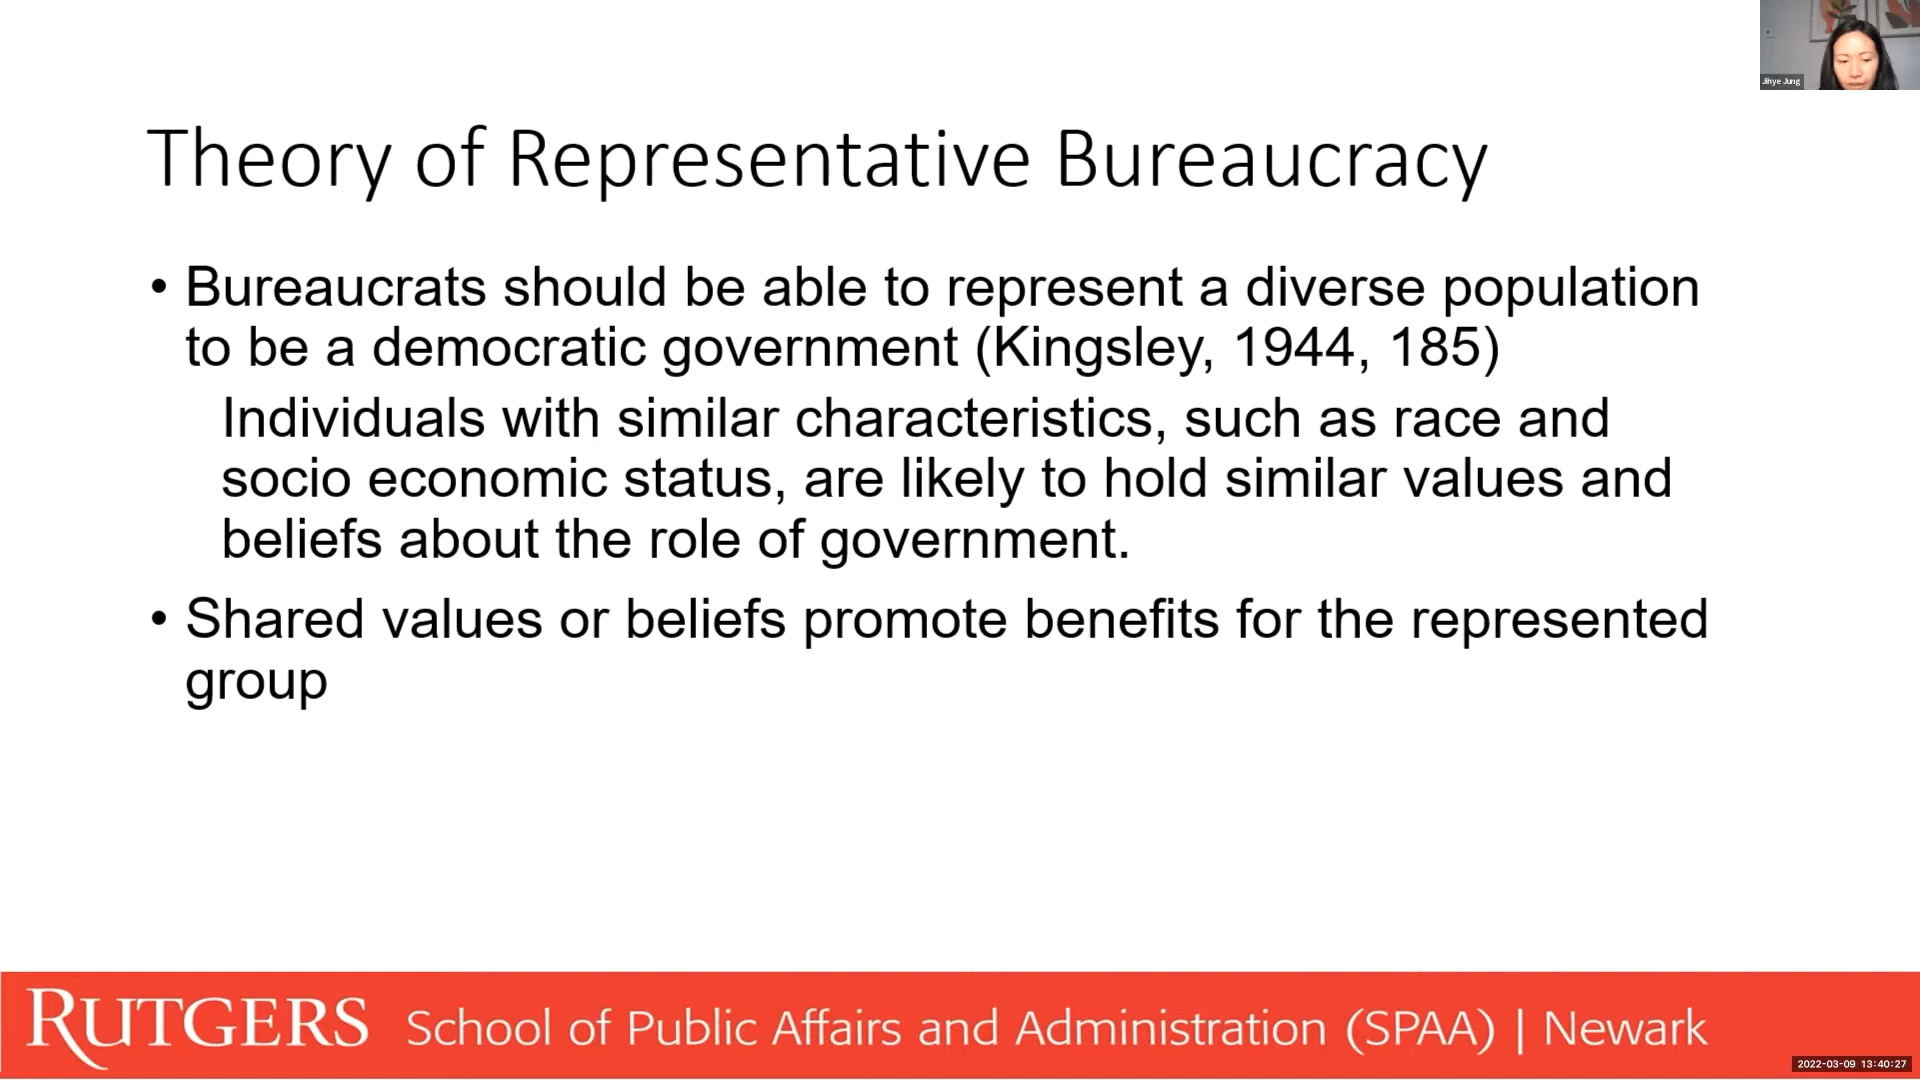 Jihye Jung
Theory of Representative Bureaucracy
• Bureaucrats should be able to represent a diverse population
to be a democratic government (Kingsley, 1944, 185)
Individuals with similar characteristics, such as race and
socio economic status, are likely to hold similar values and
beliefs about the role of government.
• Shared values or beliefs promote benefits for the represented
group
RUTGERS School of Public Affairs and Administration (SPAA) | Newark
2022-03-09 13:40:27